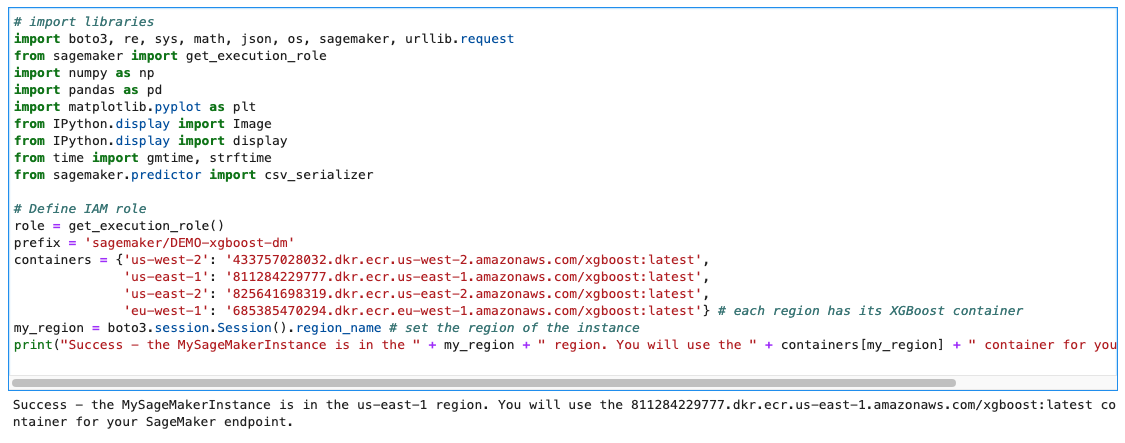 # import libraries
import boto3, re, sys, math, json, os, sagemaker, urllib.request
from sagemaker import get_execution_role
import numpy as np
import pandas as pd
import matplotlib.pyplot as plt
from IPython.display import Image
from IPython.display import display
from time import gmtime, strftime
from sagemaker.predictor import csv_serializer

# Define IAM role
role = get_execution_role()
prefix = 'sagemaker/DEMO-xgboost-dm'
containers = {'us-west-2': '433757028032.dkr.ecr.us-west-2.amazonaws.com/xgboost:latest',
              'us-east-1': '811284229777.dkr.ecr.us-east-1.amazonaws.com/xgboost:latest',
              'us-east-2': '825641698319.dkr.ecr.us-east-2.amazonaws.com/xgboost:latest',
              'eu-west-1': '685385470294.dkr.ecr.eu-west-1.amazonaws.com/xgboost:latest'} # each region has its XGBoost container
my_region = boto3.session.Session().region_name # set the region of the instance
print("Success - the MySageMakerInstance is in the " + my_region + " region. You will use the " + containers[my_region] + " container for you
Success - the MySageMakerInstance is in the us-east-1 region. You will use the 811284229777.dkr.ecr.us-east-1.amazonaws.com/xgboost:latest co
ntainer for your SageMaker endpoint.